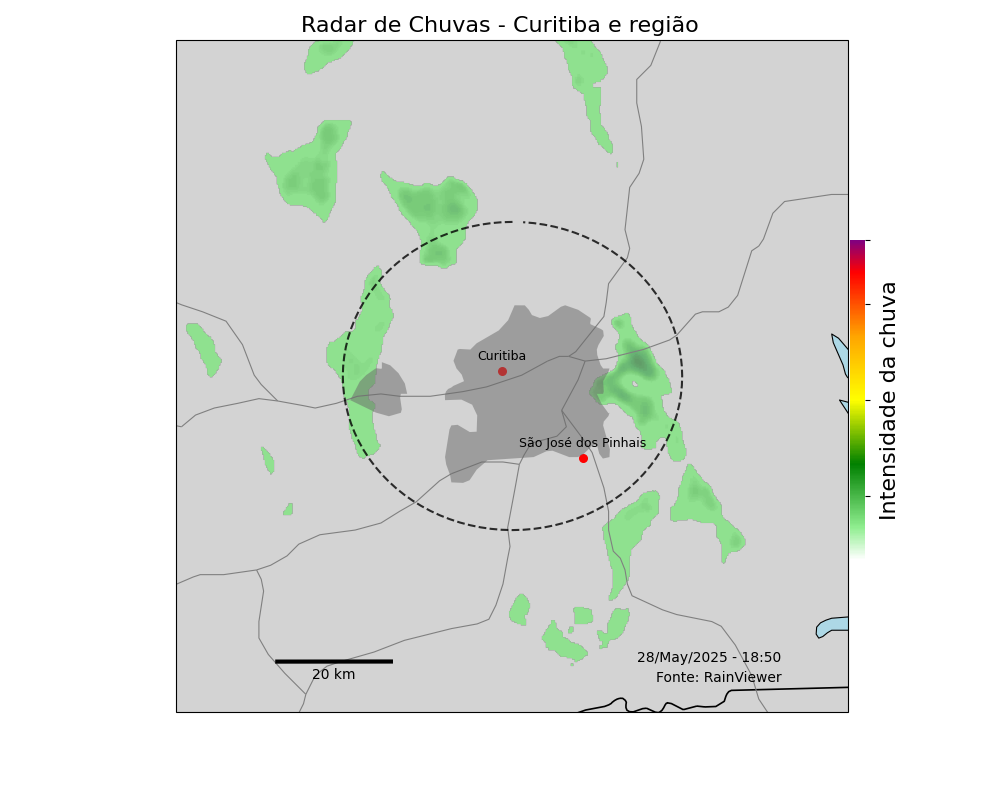 Radar de Chuvas - Curitiba e região
Curitiba
São José dos Pinhais
Intensidade da chuva
28/May/2025 - 18:50
Fonte: RainViewer
20 km